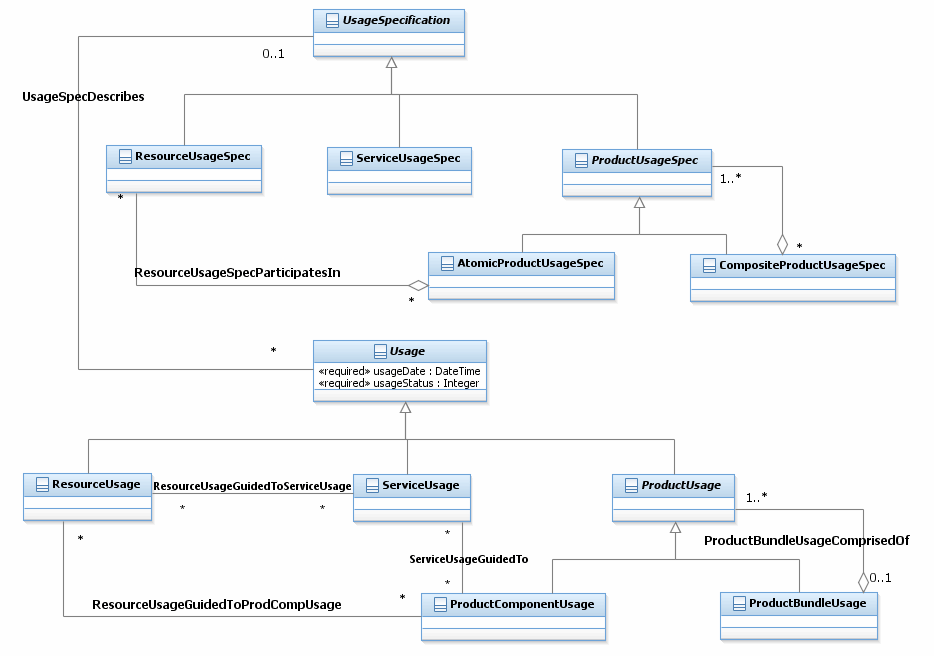 UsageSpecification
0..1
UsageSpecDescribes
ResourceUsageSpec
ServiceUsageSpec
ProductUsageSpec
1..*
*
*
ResourceUsageSpecParticipatesIn
*
AtomicProductUsageSpec
CompositeProductUsageSpec
*
Usage
«required» usageDate : DateTime
«required» usageStatus : Integer
ResourceUsage
ResourceUsageGuidedToServiceUsage
*
*
ServiceUsage
ProductUsage
1..*
*
*
ServiceUsageGuidedTo
*
ProductBundleUsageComprisedOf
0..1
ResourceUsageGuidedToProdCompUsage
*
ProductComponentUsage
ProductBundleUsage